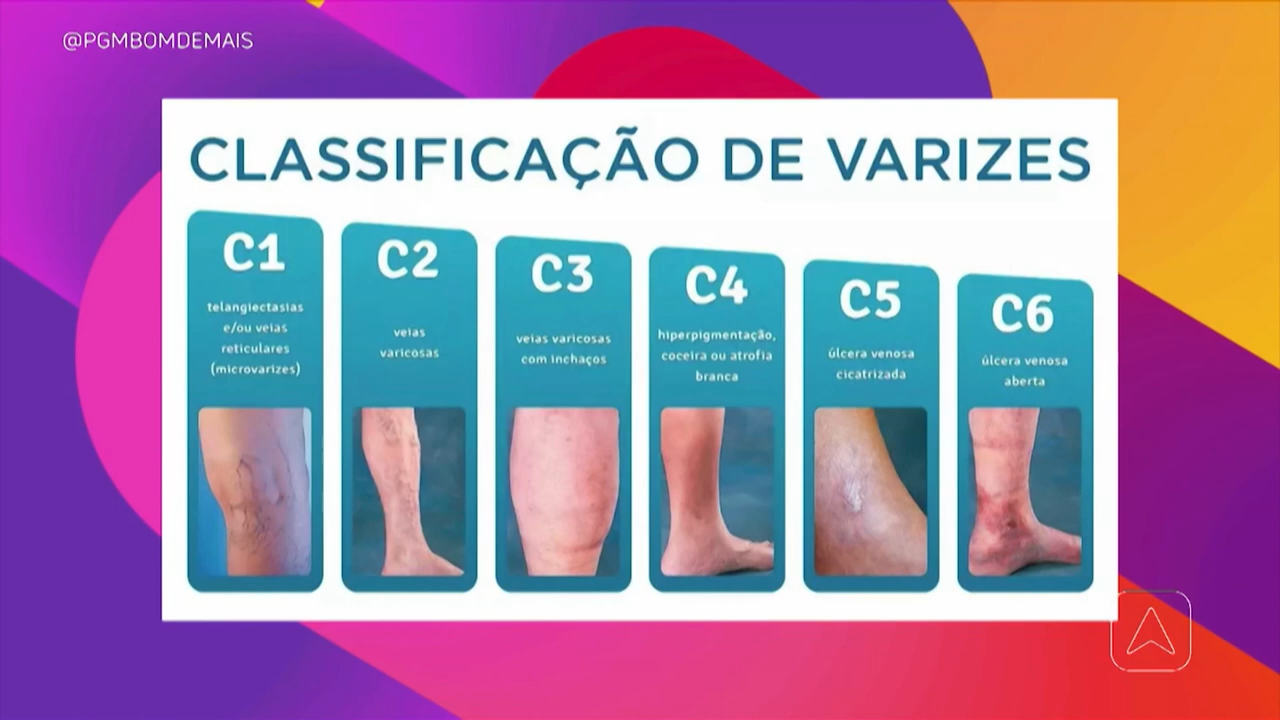 @PGMBOMDEMAIS
CLASSIFICAÇÃO DE VARIZES
C1
telangiectasias
e/ou veias
reticulares
(microvarizes)
C2
veias
varicosas
C3
veias varicosas
com inchaços
C4
hiperpigmentação,
coceira ou atrofia
branca
C5
úlcera venosa
cicatrizada
C6
úlcera venosa
aberta